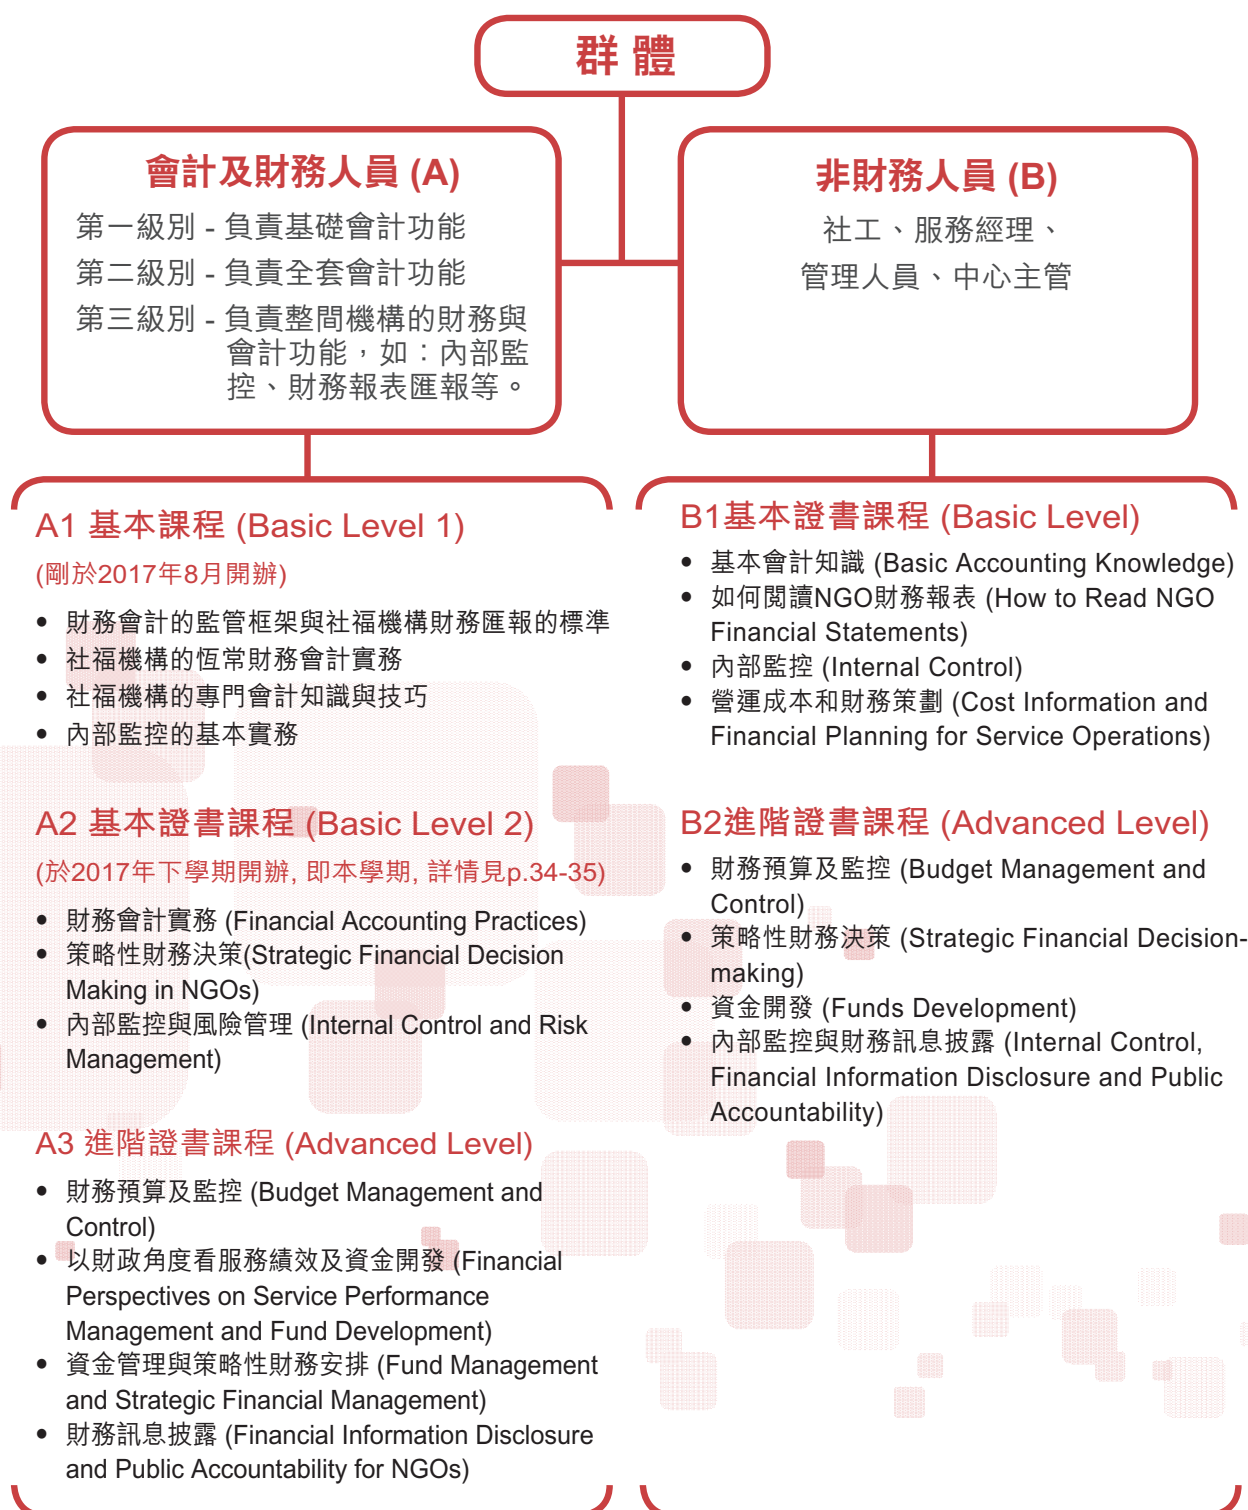 群 體
會計及財務人員 (A)
第一級別 - 負責基礎會計功能
第二級別 - 負責全套會計功能
第三級別 - 負責整間機構的財務與
會計功能，如：內部監
控、財務報表匯報等。
非財務人員 (B)
社工、服務經理、
管理人員、中心主管
A1 基本課程 (Basic Level 1)
(剛於2017年8月開辦)
• 財務會計的監管框架與社福機構財務匯報的標準
• 社福機構的恆常財務會計實務
• 社福機構的專門會計知識與技巧
• 內部監控的基本實務
A2 基本證書課程 (Basic Level 2)
(於2017年下學期開辦, 即本學期, 詳情見p.34-35)
• 財務會計實務 (Financial Accounting Practices)
• 策略性財務決策(Strategic Financial Decision
Making in NGOs)
• 內部監控與風險管理 (Internal Control and Risk
Management)
A3 進階證書課程 (Advanced Level)
• 財務預算及監控 (Budget Management and
Control)
• 以財政角度看服務績效及資金開發 (Financial
Perspectives on Service Performance
Management and Fund Development)
• 資金管理與策略性財務安排 (Fund Management
and Strategic Financial Management)
• 財務訊息披露 (Financial Information Disclosure
and Public Accountability for NGOs)
B1基本證書課程 (Basic Level)
• 基本會計知識 (Basic Accounting Knowledge)
• 如何閱讀NGO財務報表 (How to Read NGO
Financial Statements)
• 內部監控 (Internal Control)
• 營運成本和財務策劃 (Cost Information and
Financial Planning for Service Operations)
B2進階證書課程 (Advanced Level)
• 財務預算及監控 (Budget Management and
Control)
• 策略性財務決策 (Strategic Financial Decision-
making)
• 資金開發 (Funds Development)
• 內部監控與財務訊息披露 (Internal Control,
Financial Information Disclosure and Public
Accountability)